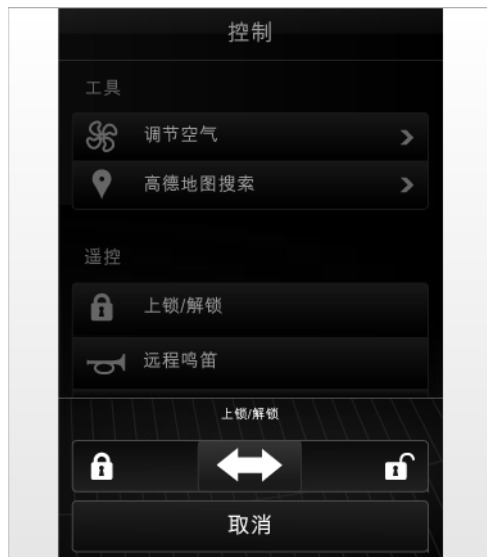 控制
工具
调节空气
高德地图搜索
遥控
上锁/解锁
远程鸣笛
上锁/解锁
取消